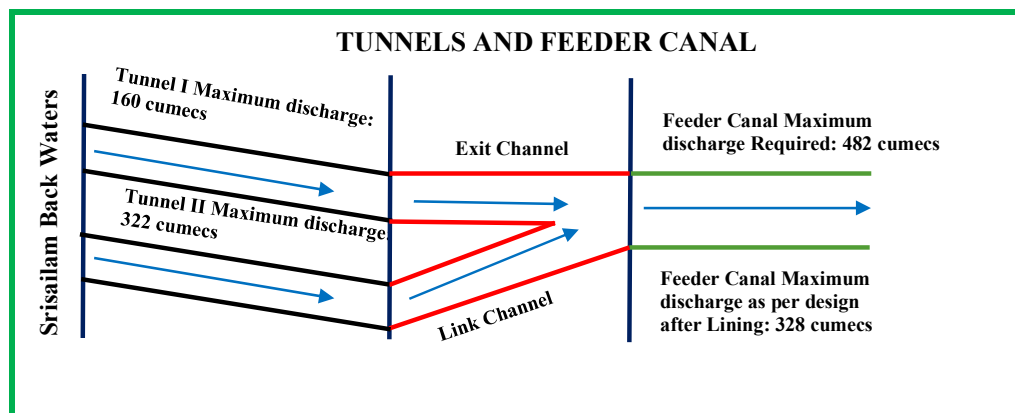 TUNNELS AND FEEDER CANAL
Srisailam Back Waters
Tunnel I Maximum discharge:
160 cumecs
Tunnel II Maximum discharge:
322 cumecs
Exit Channel
Link Channel
Feeder Canal Maximum
discharge Required: 482 cumecs
Feeder Canal Maximum
discharge as per design
after Lining: 328 cumecs